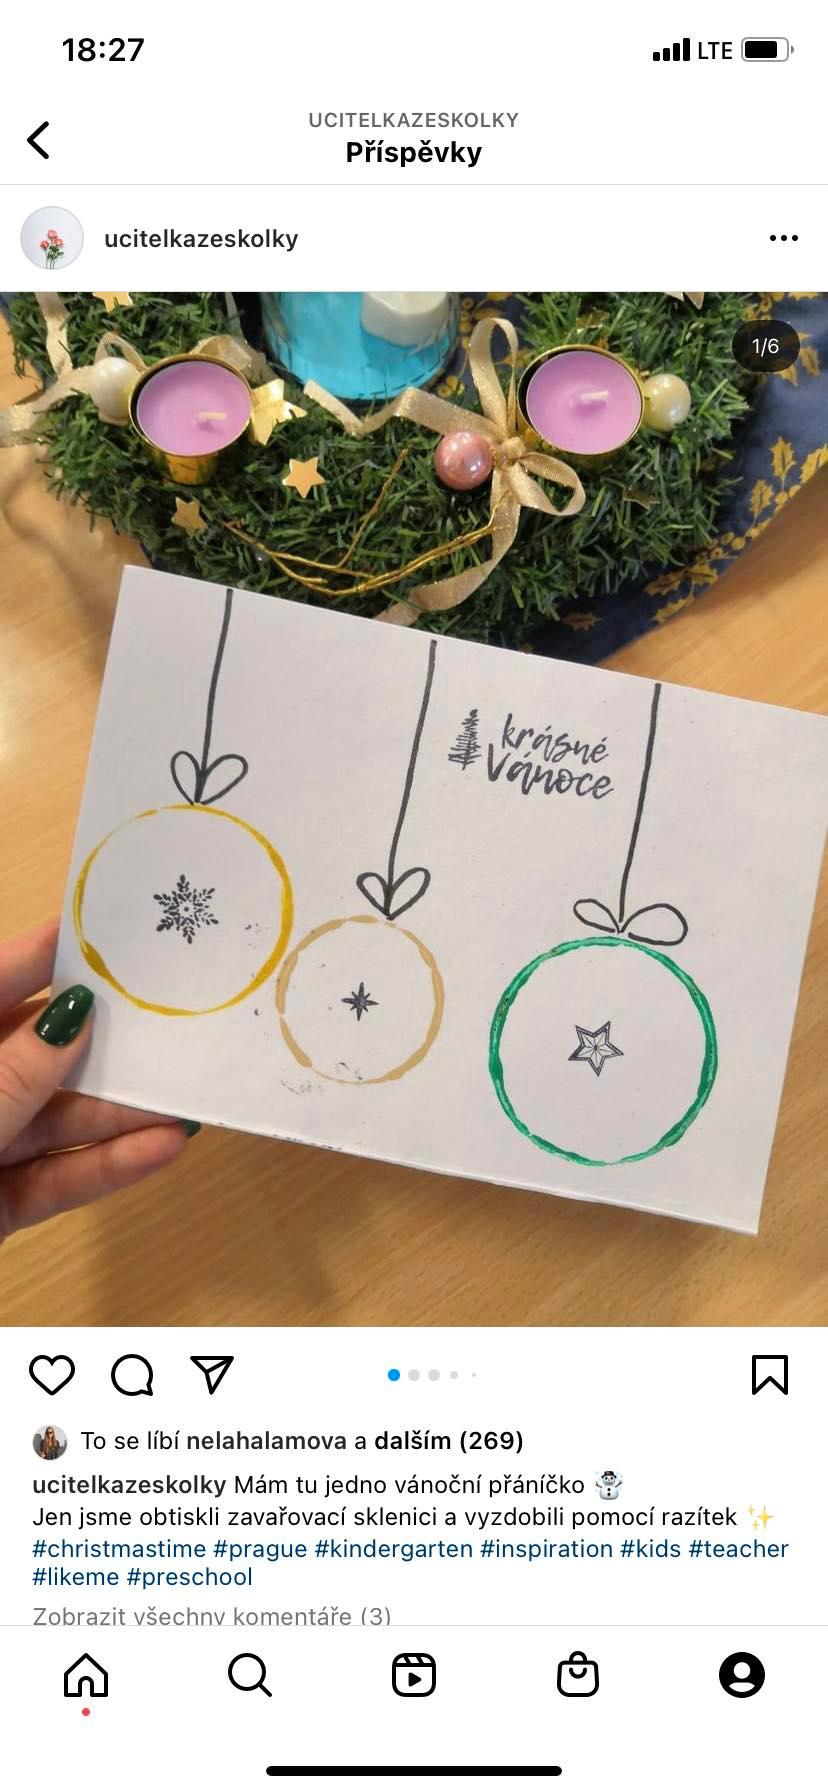 18:27
LTE
UCITELKAZESKOLKY
Příspěvky
ucitelkazeskolky
1/6
krásné
Vánoce
To se líbí nelahalamova a dalším (269)
ucitelkazeskolky Mám tu jedno vánoční přáníčko ☃️
Jen jsme obtiskli zavařovací sklenici a vyzdobili pomocí razítek ✨
#christmastime #prague #kindergarten #inspiration #kids #teacher
#likeme #preschool
Zobrazit všechny komentáře (3)